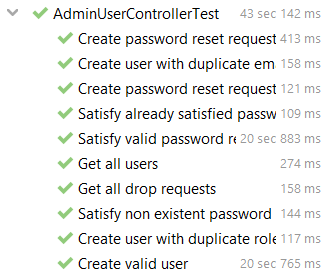 AdminUserControllerTest 43 sec 142 ms
Create password reset request 413 ms
Create user with duplicate em 158 ms
Create password reset request 121 ms
Satisfy already satisfied passw 109 ms
Satisfy valid password re 20 sec 883 ms
Get all users 274 ms
Get all drop requests 158 ms
Satisfy non existent password 144 ms
Create user with duplicate role 117 ms
Create valid user 20 sec 765 ms